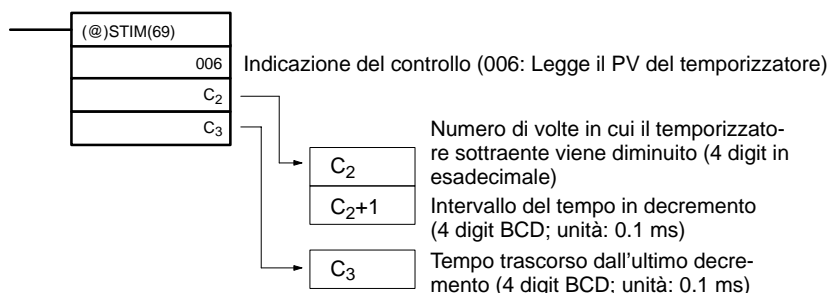 (@)STIM(69)
006 Indicazione del controllo (006: Legge il PV del temporizzatore)
C2
C3
Numero di volte in cui il temporizzato-
re sottraente viene diminuito (4 digit in
esadecimale)
C2
C2+1
Intervallo del tempo in decremento
(4 digit BCD; unità: 0.1 ms)
C3
Tempo trascorso dall'ultimo decre-
mento (4 digit BCD; unità: 0.1 ms)